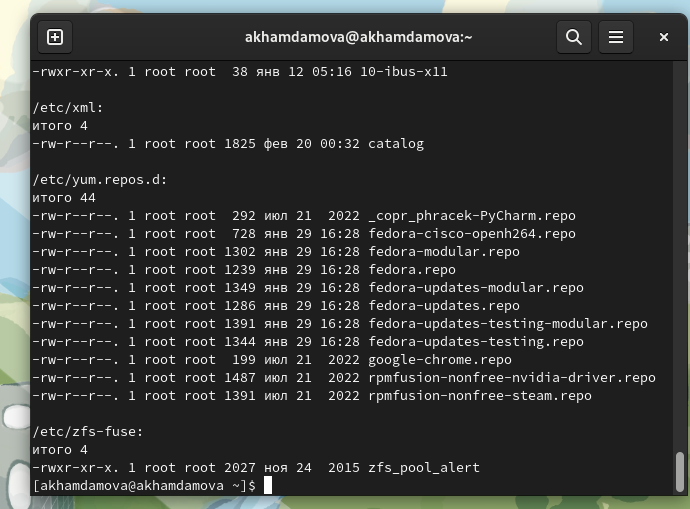 akhamdamova@akhamdamova:~
-rwxr-xr-x. 1 root root  38 янв 12 05:16 10-ibus-x11
/etc/xml:
итого 4
-rw-r--r--. 1 root root 1825 фев 20 00:32 catalog
/etc/yum.repos.d:
итого 44
-rw-r--r--. 1 root root  292 июл 21  2022 _copr_phracek-PyCharm.repo
-rw-r--r--. 1 root root  728 янв 29 16:28 fedora-cisco-openh264.repo
-rw-r--r--. 1 root root 1302 янв 29 16:28 fedora-modular.repo
-rw-r--r--. 1 root root 1239 янв 29 16:28 fedora.repo
-rw-r--r--. 1 root root 1349 янв 29 16:28 fedora-updates-modular.repo
-rw-r--r--. 1 root root 1286 янв 29 16:28 fedora-updates.repo
-rw-r--r--. 1 root root 1391 янв 29 16:28 fedora-updates-testing-modular.repo
-rw-r--r--. 1 root root 1344 янв 29 16:28 fedora-updates-testing.repo
-rw-r--r--. 1 root root  199 июл 21  2022 google-chrome.repo
-rw-r--r--. 1 root root 1487 июл 21  2022 rpmfusion-nonfree-nvidia-driver.repo
-rw-r--r--. 1 root root 1391 июл 21  2022 rpmfusion-nonfree-steam.repo
/etc/zfs-fuse:
итого 4
-rwxr-xr-x. 1 root root 2027 ноя 24  2015 zfs_pool_alert
[akhamdamova@akhamdamova ~]$